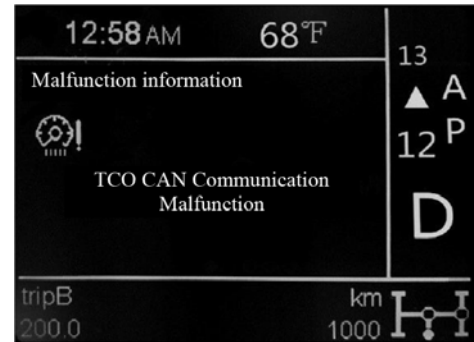 12:58 AM 68°F
13
Malfunction information
A
P
12
TCO CAN Communication
Malfunction
D
tripB km
200.0 1000